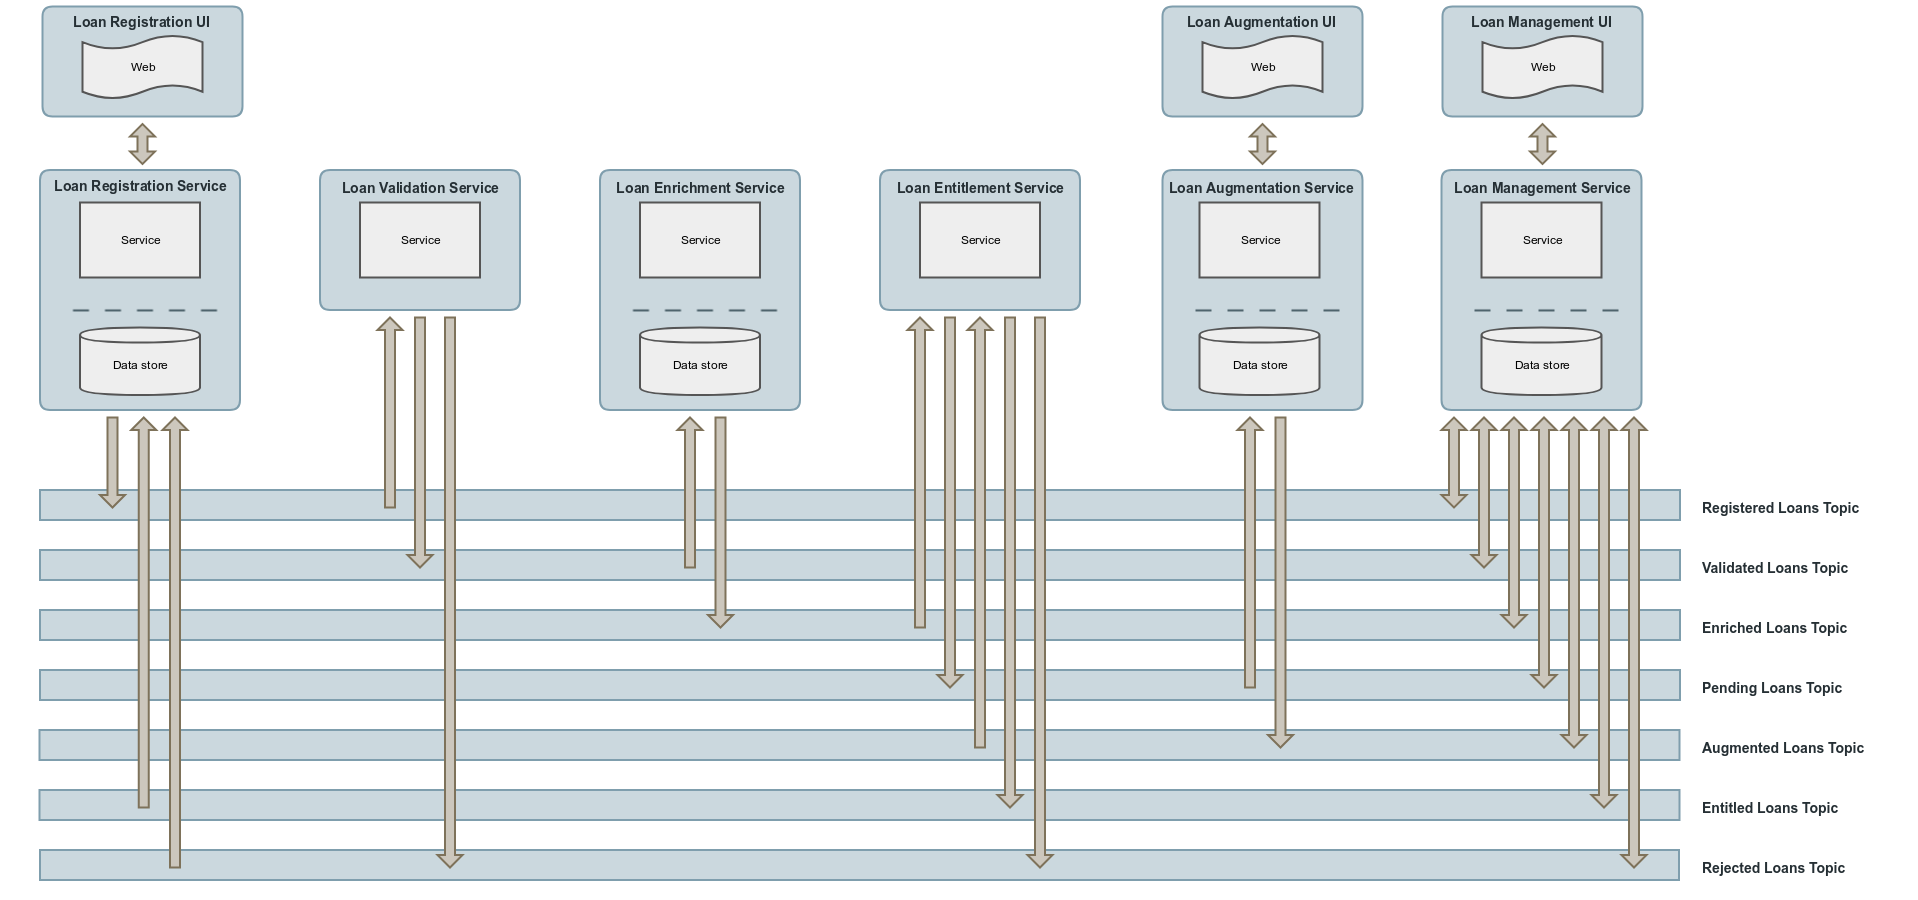 Loan Registration UI
Web
Loan Augmentation UI
Web
Loan Management UI
Web
Loan Registration Service
Service
Data store
Loan Validation Service
Service
Loan Enrichment Service
Service
Data store
Loan Entitlement Service
Service
Loan Augmentation Service
Service
Data store
Loan Management Service
Service
Data store
Registered Loans Topic
Validated Loans Topic
Enriched Loans Topic
Pending Loans Topic
Augmented Loans Topic
Entitled Loans Topic
Rejected Loans Topic